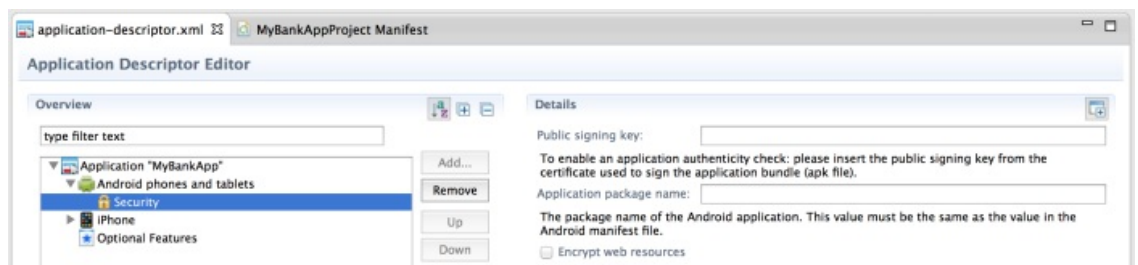 application-descriptor.xml
MyBankAppProject Manifest
Application Descriptor Editor
Overview
type filter text
Application "MyBankApp"
Android phones and tablets
Security
iPhone
Optional Features
Add...
Remove
Up
Down
Details
Public signing key:
To enable an application authenticity check: please insert the public signing key from the
certificate used to sign the application bundle (apk file).
Application package name:
The package name of the Android application. This value must be the same as the value in the
Android manifest file.
Encrypt web resources